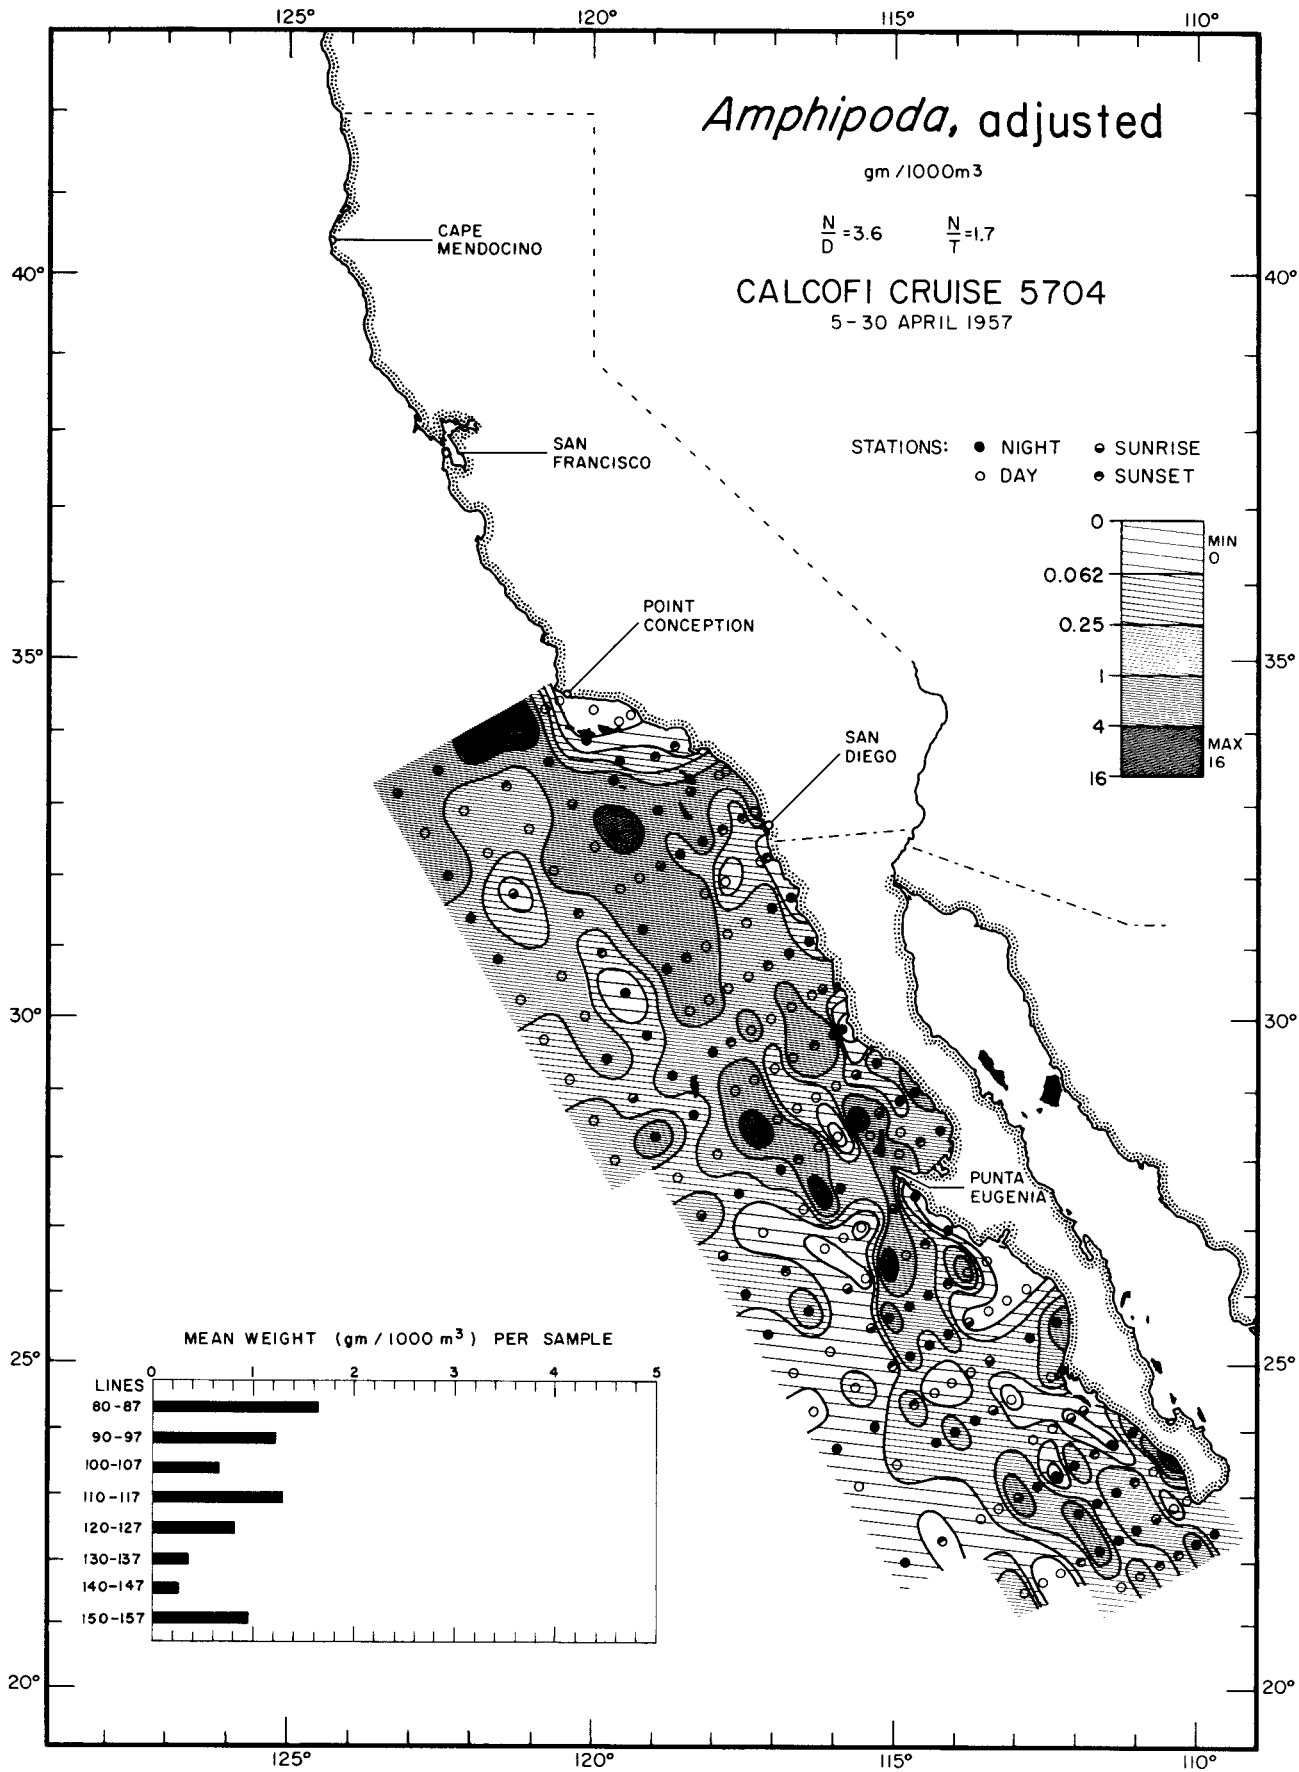 125° 120° 115° 110°
Amphipoda, adjusted
gm/1000m³
N/D =3.6 N/T =1.7
CALCOFI CRUISE 5704
5-30 APRIL 1957
CAPE
MENDOCINO
40° 40°
SAN
FRANCISCO
STATIONS: ● NIGHT SUNRISE
○ DAY SUNSET
0
MIN
0
0.062
0.25
1
4
MAX
16
16
POINT
CONCEPTION
35° 35°
SAN
DIEGO
30° 30°
PUNTA
EUGENIA
MEAN WEIGHT (gm/1000 m³) PER SAMPLE
25° 25°
0 1 2 3 4 5
LINES
80-87
90-97
100-107
110-117
120-127
130-137
140-147
150-157
20° 20°
125° 120° 115° 110°